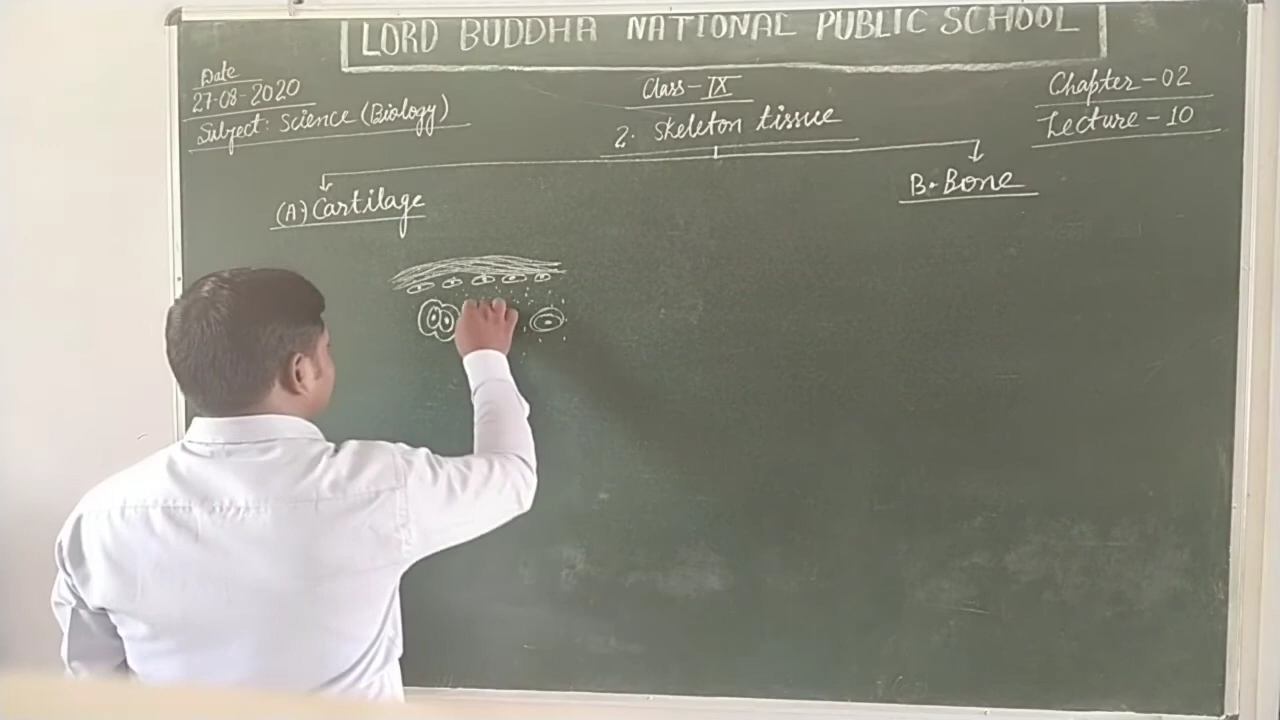 LORD BUDDHA NATIONAL PUBLIC SCHOOL
Date
27-08-2020
Subject: Science (Biology)
Class-IX
2. Skeleton tissue
Chapter-02
Lecture-10
(A) Cartilage
B. Bone